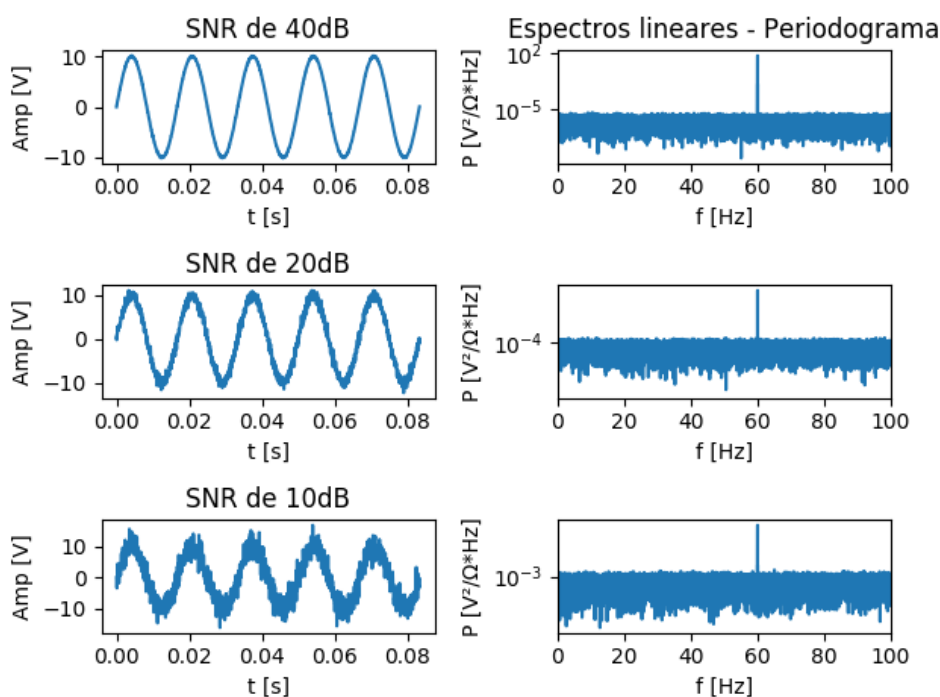 SNR de 40dB
Amp [V]
10
0
−10
0.00 0.02 0.04 0.06 0.08
t [s]
Espectros lineares - Periodograma
P [V²/Ω*Hz]
10²
10⁻⁵
0 20 40 60 80 100
f [Hz]
SNR de 20dB
Amp [V]
10
0
−10
0.00 0.02 0.04 0.06 0.08
t [s]
P [V²/Ω*Hz]
10⁻⁴
0 20 40 60 80 100
f [Hz]
SNR de 10dB
Amp [V]
10
0
−10
0.00 0.02 0.04 0.06 0.08
t [s]
P [V²/Ω*Hz]
10⁻³
0 20 40 60 80 100
f [Hz]